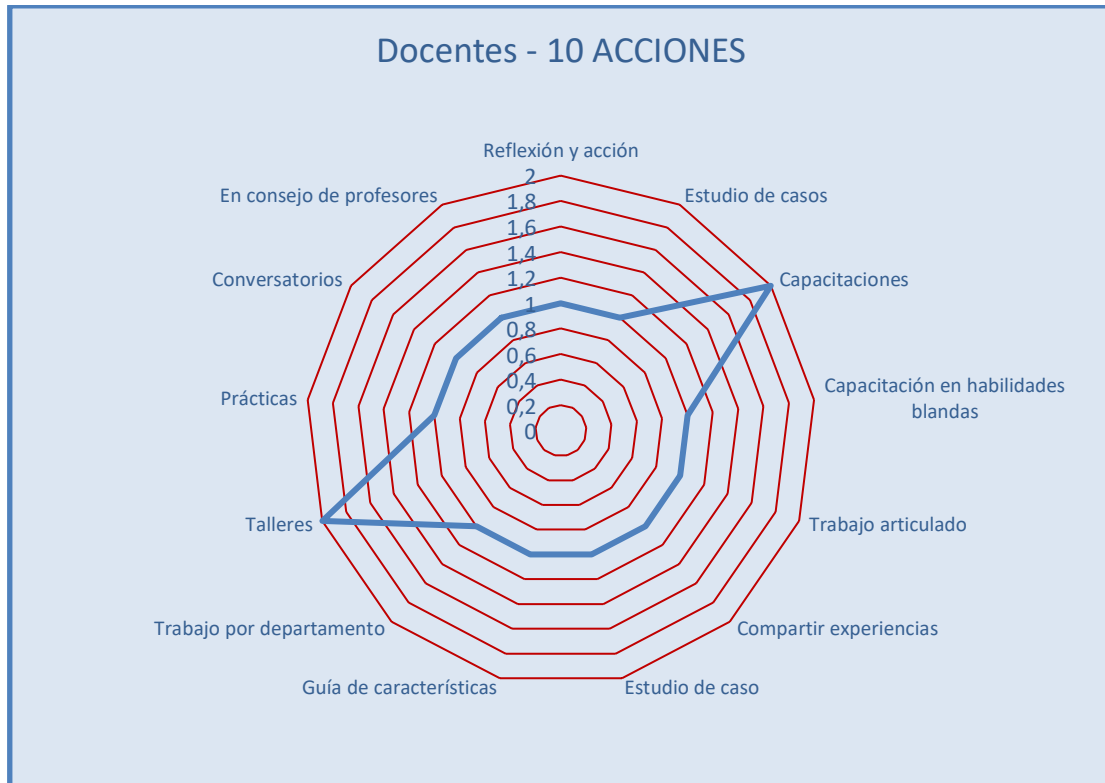 Docentes - 10 ACCIONES
Reflexión y acción
Estudio de casos
Capacitaciones
Capacitación en habilidades
blandas
Trabajo articulado
Compartir experiencias
Estudio de caso
Guía de características
Trabajo por departamento
Talleres
Prácticas
Conversatorios
En consejo de profesores
2
1,8
1,6
1,4
1,2
1
0,8
0,6
0,4
0,2
0